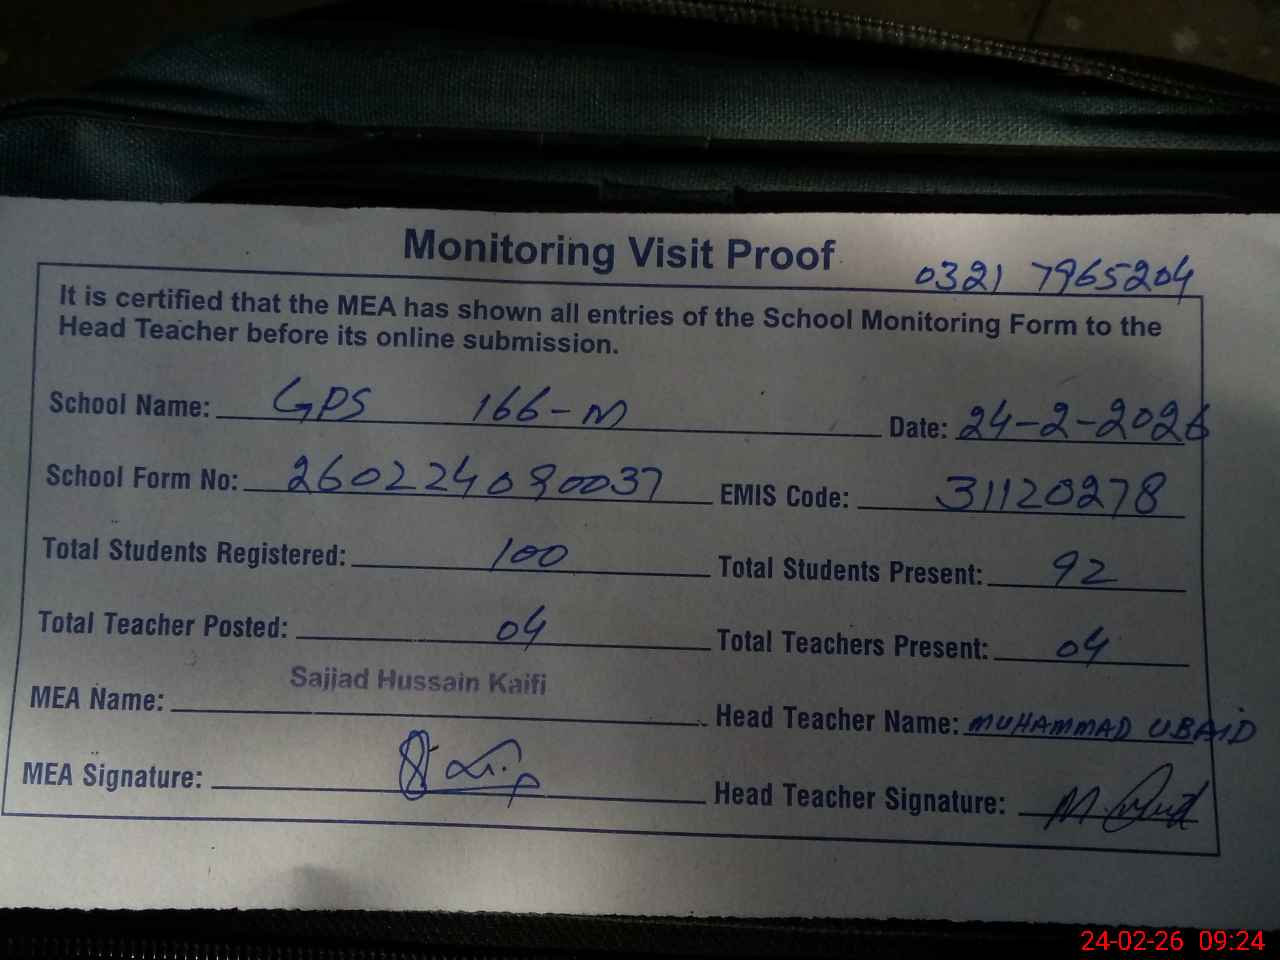 Monitoring Visit Proof
0321 7965204
It is certified that the MEA has shown all entries of the School Monitoring Form to the
Head Teacher before its online submission.
School Name: GPS 166-M Date: 24-2-2026
School Form No: 260224090037 EMIS Code: 31120278
Total Students Registered: 100 Total Students Present: 92
Total Teacher Posted: 04 Total Teachers Present: 04
MEA Name: Sajjad Hussain Kaifi Head Teacher Name: MUHAMMAD UBAID
MEA Signature: Head Teacher Signature:
24-02-26 09:24